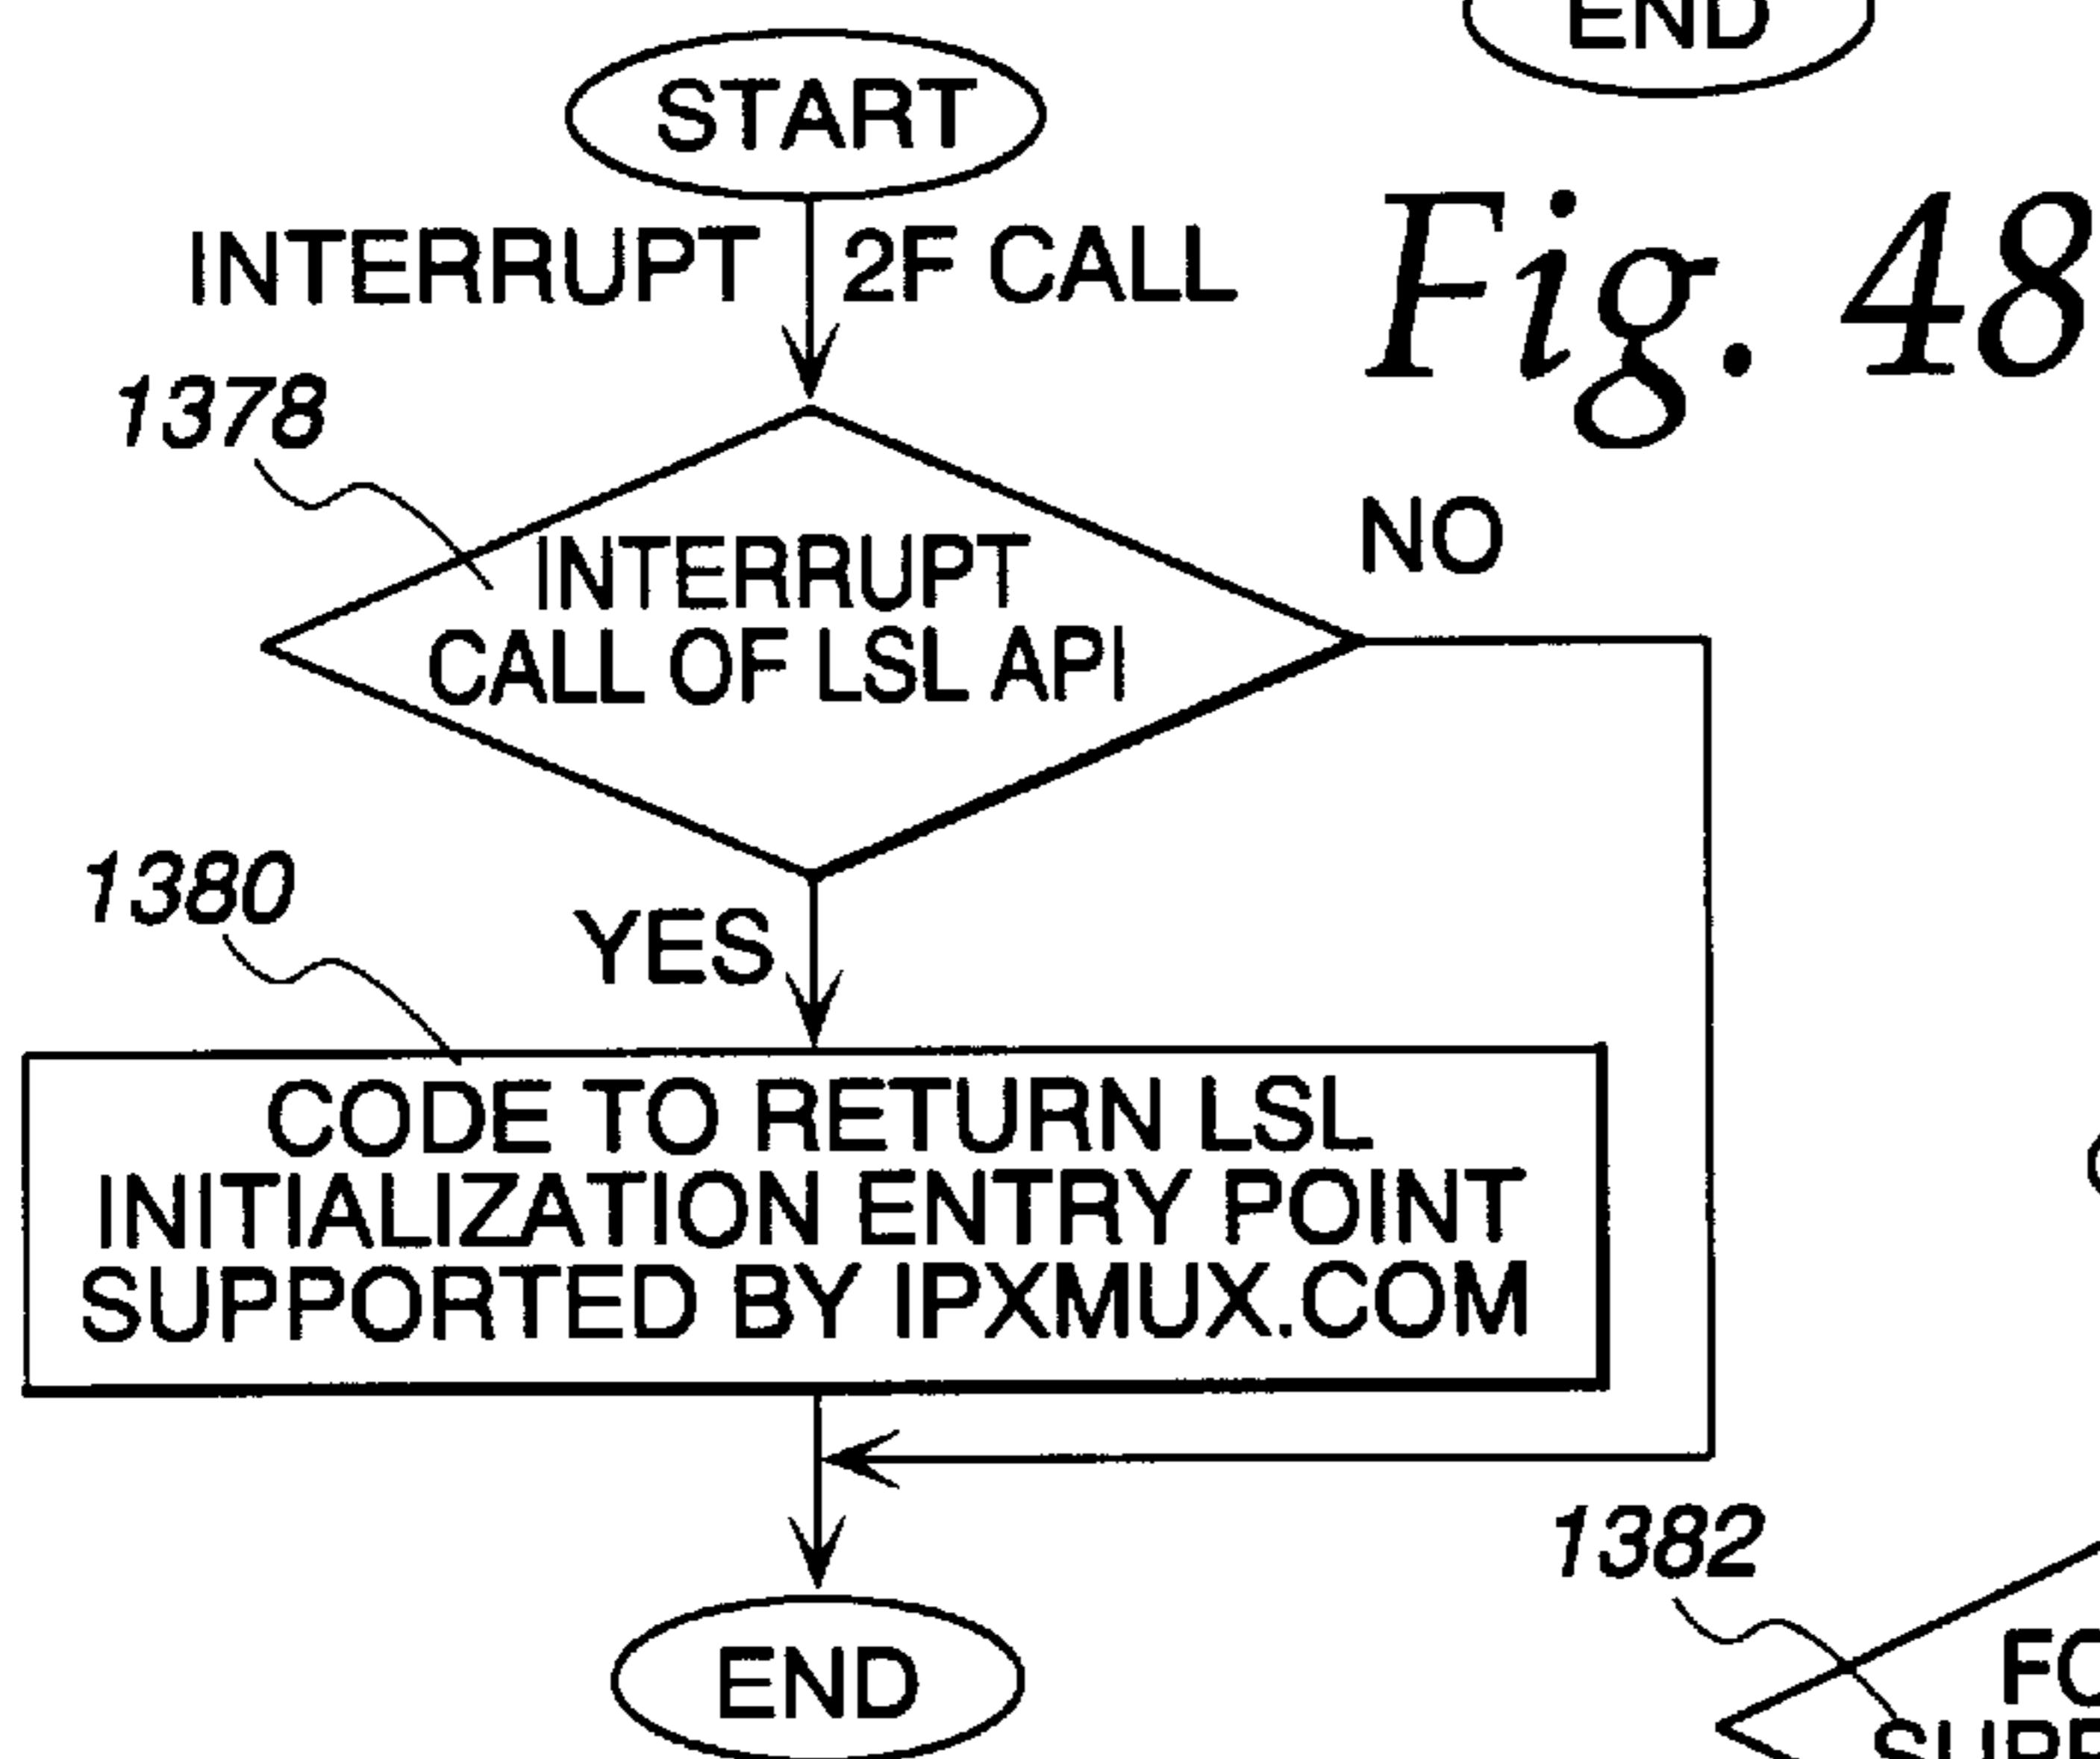 END
START
INTERRUPT 2F CALL
Fig. 48
1378
NO
INTERRUPT
CALL OF LSL API
1380
YES
CODE TO RETURN LSL
INITIALIZATION ENTRY POINT
SUPPORTED BY IPXMUX.COM
1382
END